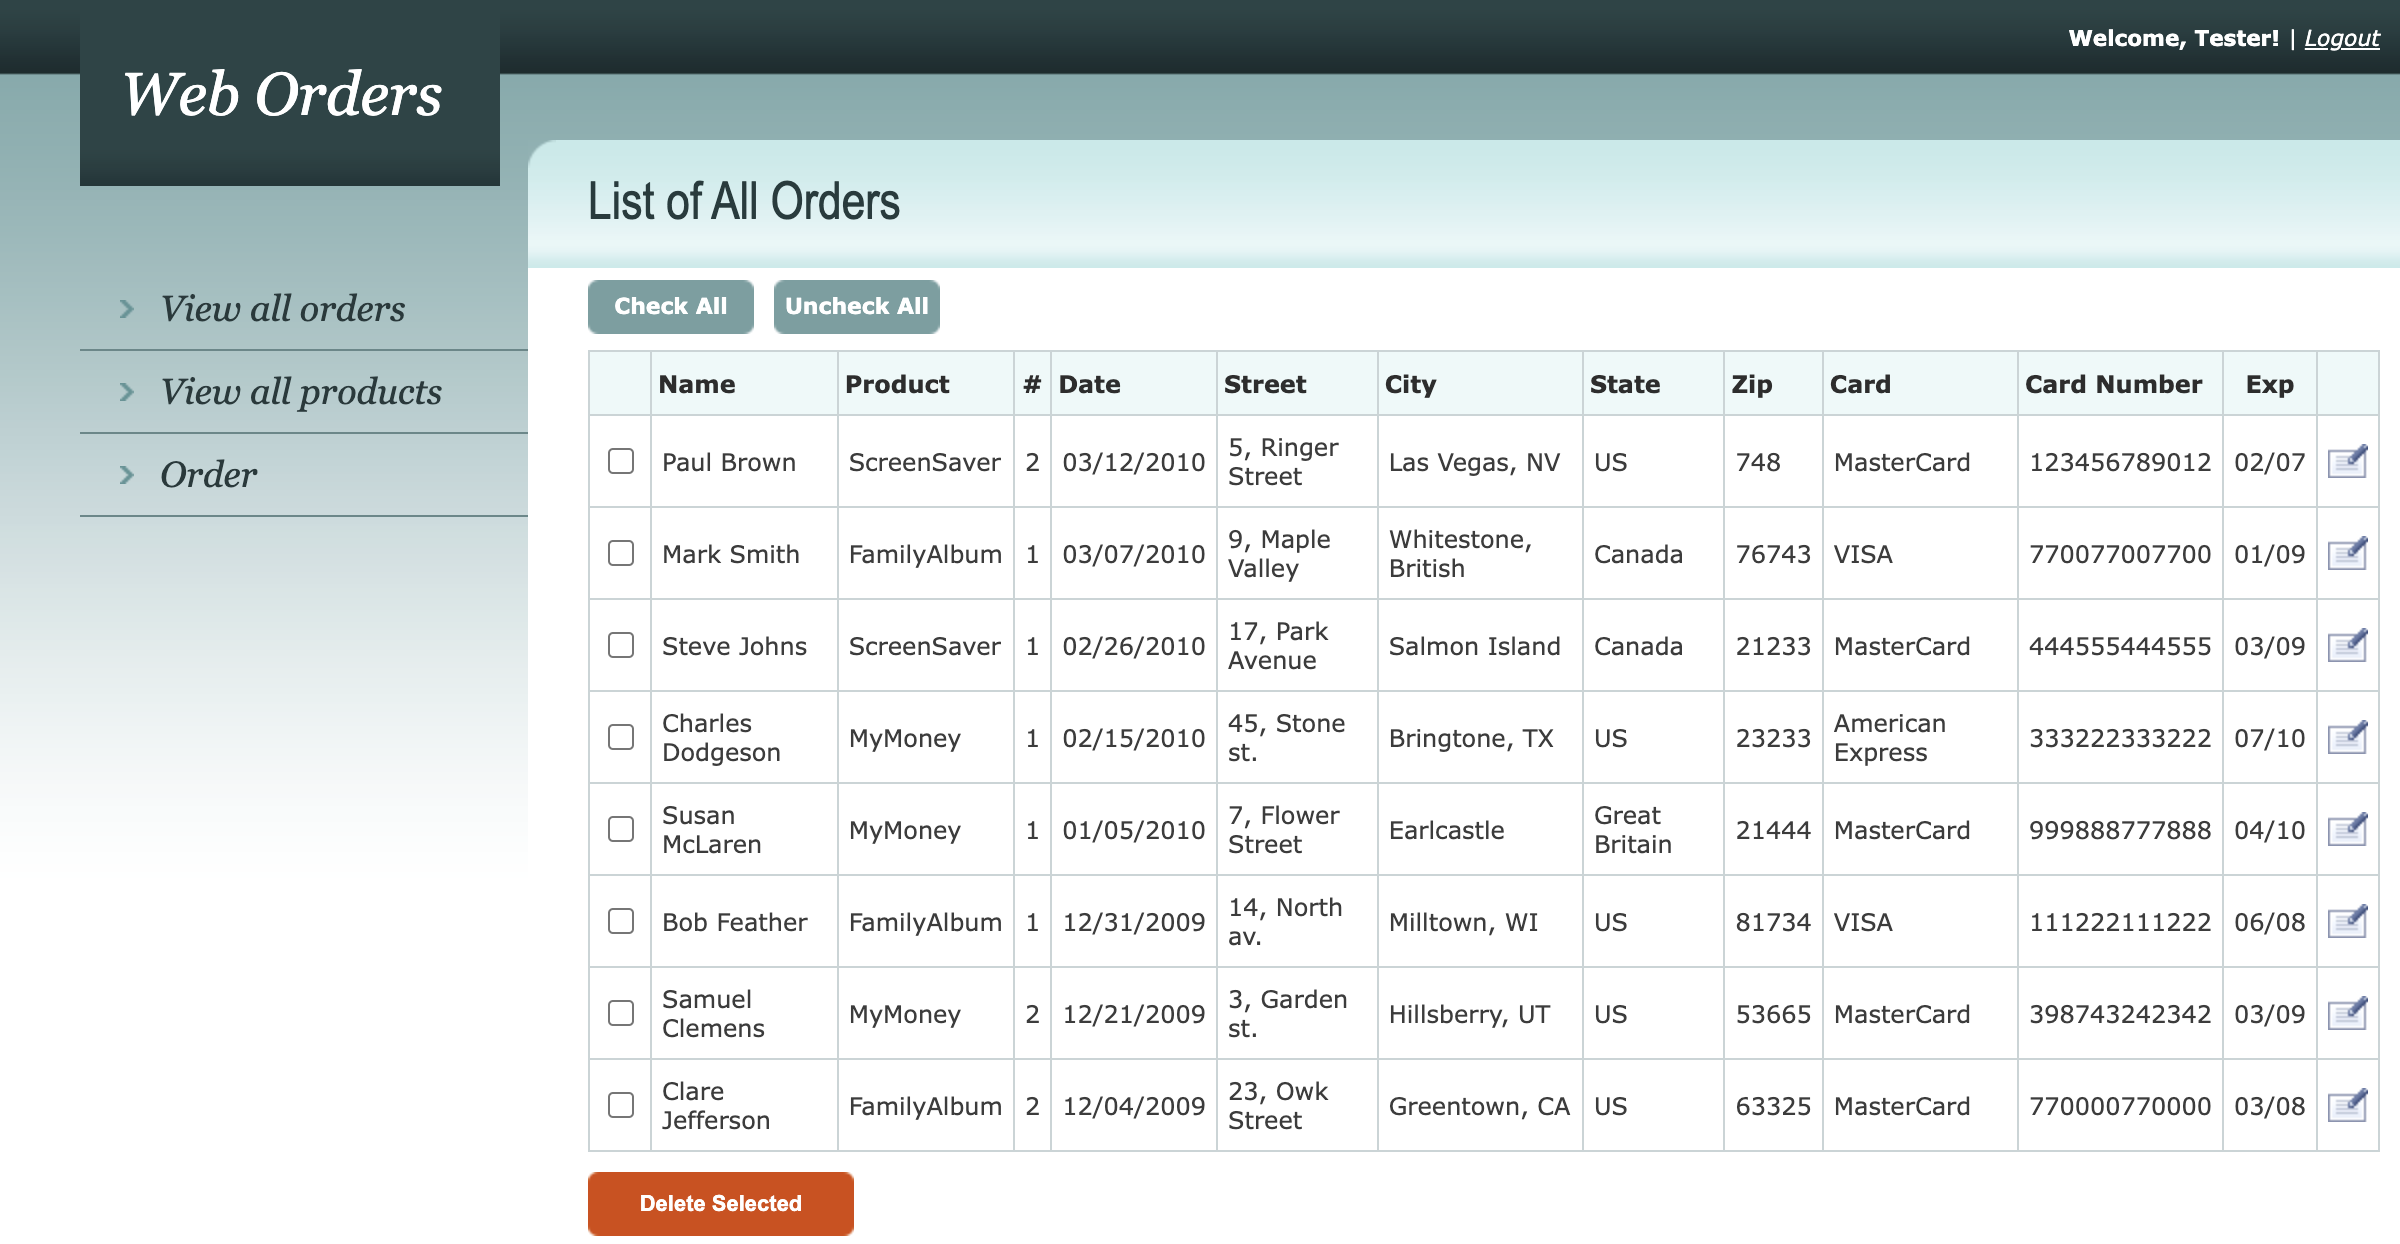 Welcome, Tester! | Logout
Web Orders
View all orders
View all products
Order
List of All Orders
Check All Uncheck All
Name Product # Date Street City State Zip Card Card Number Exp
Paul Brown ScreenSaver 2 03/12/2010 5, Ringer Street Las Vegas, NV US 748 MasterCard 123456789012 02/07
Mark Smith FamilyAlbum 1 03/07/2010 9, Maple Valley Whitestone, British Canada 76743 VISA 770077007700 01/09
Steve Johns ScreenSaver 1 02/26/2010 17, Park Avenue Salmon Island Canada 21233 MasterCard 444555444555 03/09
Charles Dodgeson MyMoney 1 02/15/2010 45, Stone st. Bringtone, TX US 23233 American Express 333222333222 07/10
Susan McLaren MyMoney 1 01/05/2010 7, Flower Street Earlcastle Great Britain 21444 MasterCard 999888777888 04/10
Bob Feather FamilyAlbum 1 12/31/2009 14, North av. Milltown, WI US 81734 VISA 111222111222 06/08
Samuel Clemens MyMoney 2 12/21/2009 3, Garden st. Hillsberry, UT US 53665 MasterCard 398743242342 03/09
Clare Jefferson FamilyAlbum 2 12/04/2009 23, Owk Street Greentown, CA US 63325 MasterCard 770000770000 03/08
Delete Selected